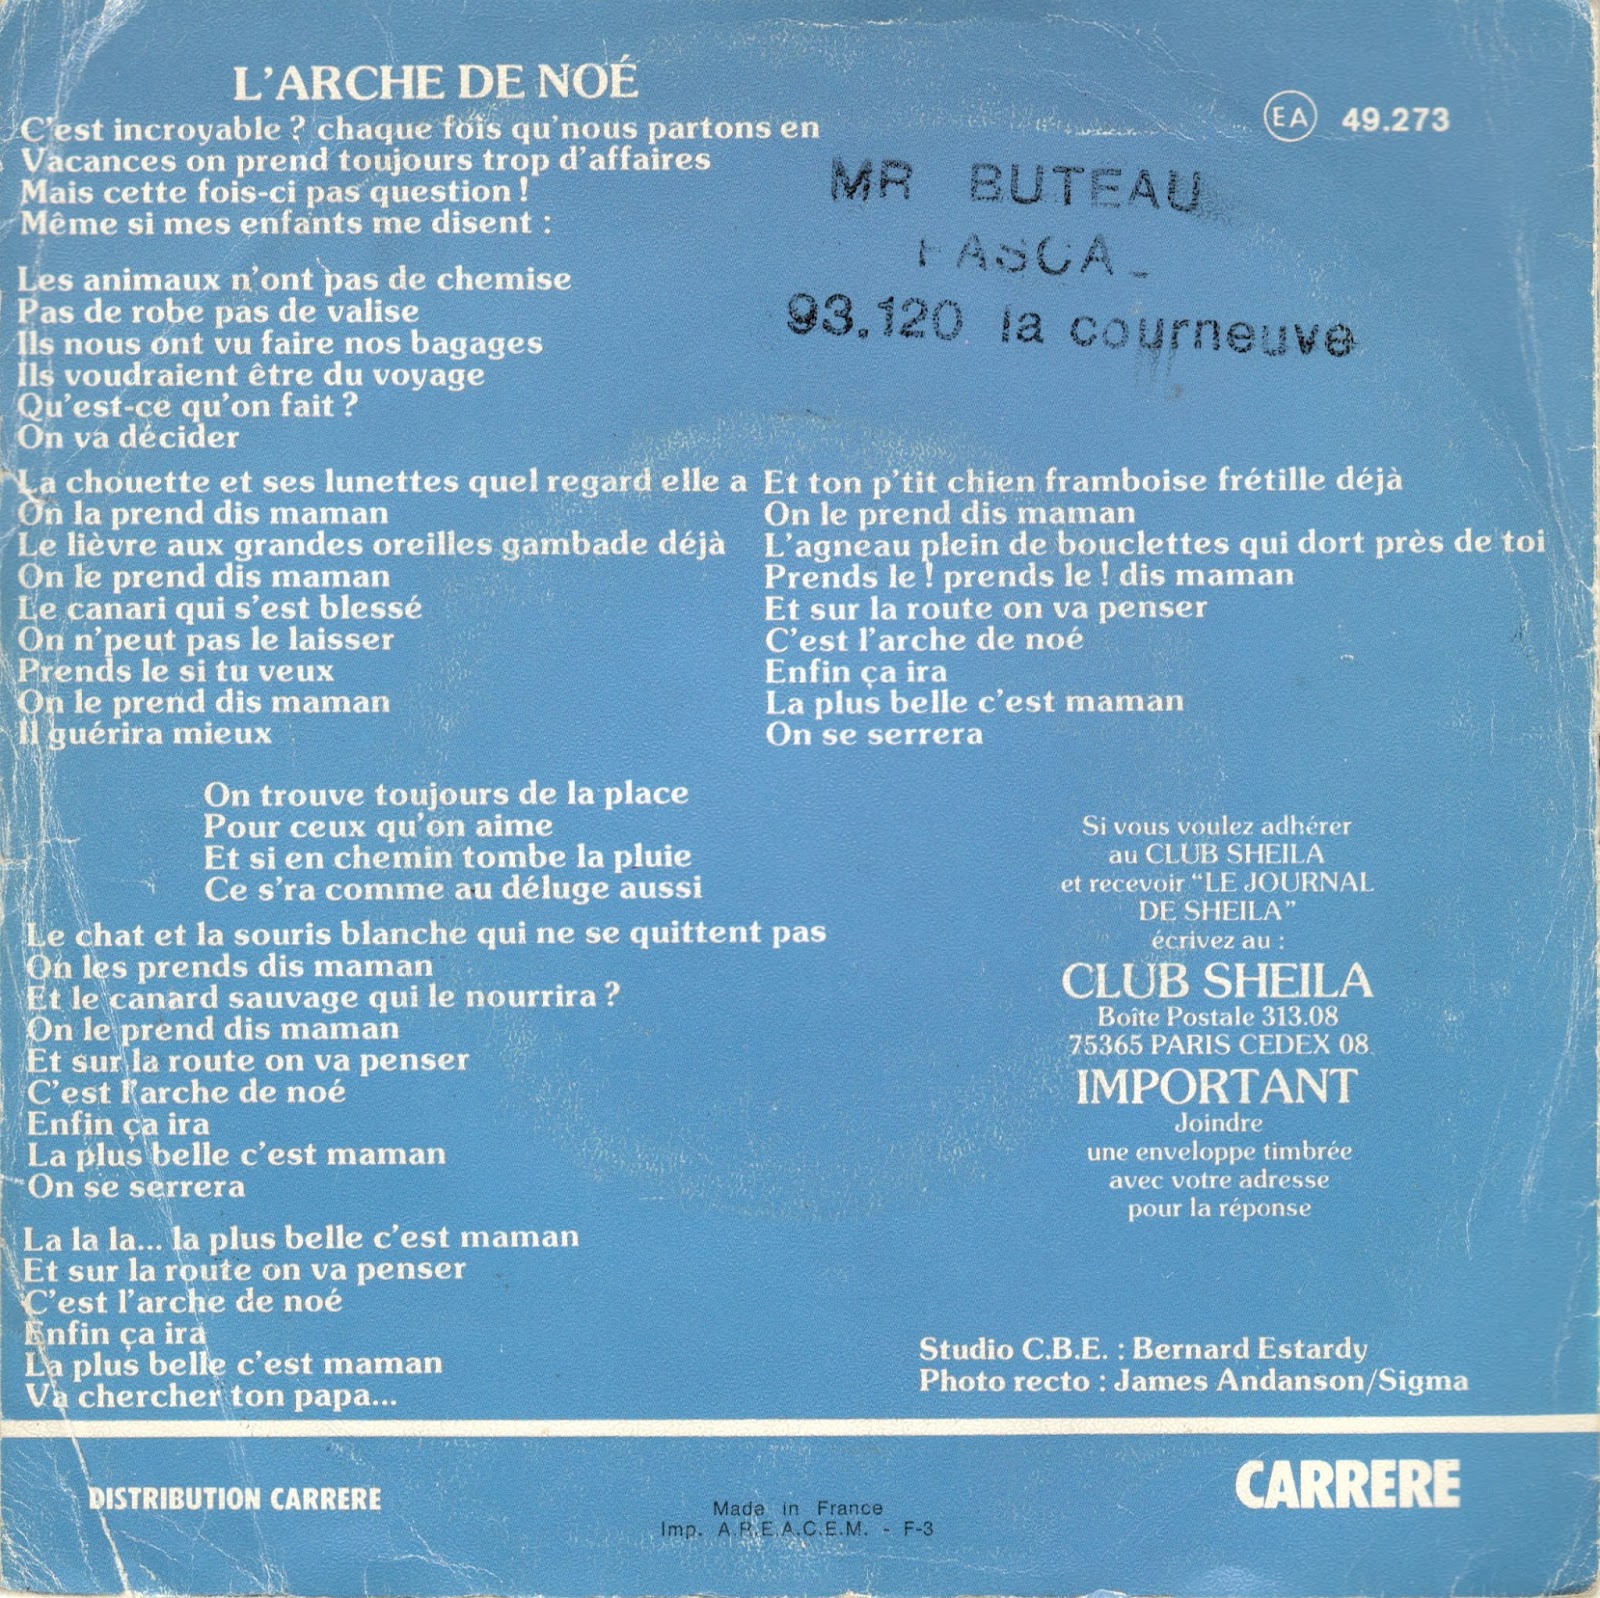 L'ARCHE DE NOÉ
C'est incroyable ? chaque fois qu'nous partons en
Vacances on prend toujours trop d'affaires
Mais cette fois-ci pas question !
Même si mes enfants me disent :
EA 49.273
MR BUTEAU
93.120 la courneuve
Les animaux n'ont pas de chemise
Pas de robe pas de valise
Ils nous ont vu faire nos bagages
Ils voudraient être du voyage
Qu'est-ce qu'on fait ?
On va décider
La chouette et ses lunettes quel regard elle a
On la prend dis maman
Le lièvre aux grandes oreilles gambade déjà
On le prend dis maman
Le canari qui s'est blessé
On n'peut pas le laisser
Prends le si tu veux
On le prend dis maman
Il guérira mieux
Et ton p'tit chien framboise frétille déjà
On le prend dis maman
L'agneau plein de bouclettes qui dort près de toi
Prends le ! prends le ! dis maman
Et sur la route on va penser
C'est l'arche de noé
Enfin ça ira
La plus belle c'est maman
On se serrera
On trouve toujours de la place
Pour ceux qu'on aime
Et si en chemin tombe la pluie
Ce s'ra comme au déluge aussi
Le chat et la souris blanche qui ne se quittent pas
On les prends dis maman
Et le canard sauvage qui le nourrira ?
On le prend dis maman
Et sur la route on va penser
C'est l'arche de noé
Enfin ça ira
La plus belle c'est maman
On se serrera
La la la... la plus belle c'est maman
Et sur la route on va penser
C'est l'arche de noé
Enfin ça ira
La plus belle c'est maman
Va chercher ton papa...
Si vous voulez adhérer
au CLUB SHEILA
et recevoir “LE JOURNAL
DE SHEILA”
écrivez au :
CLUB SHEILA
Boîte Postale 313.08
75365 PARIS CEDEX 08
IMPORTANT
Joindre
une enveloppe timbrée
avec votre adresse
pour la réponse
Studio C.B.E. : Bernard Estardy
Photo recto : James Andanson/Sigma
DISTRIBUTION CARRERE
Made in France
Imp. A.R.E.A.C.E.M. - F-3
CARRERE